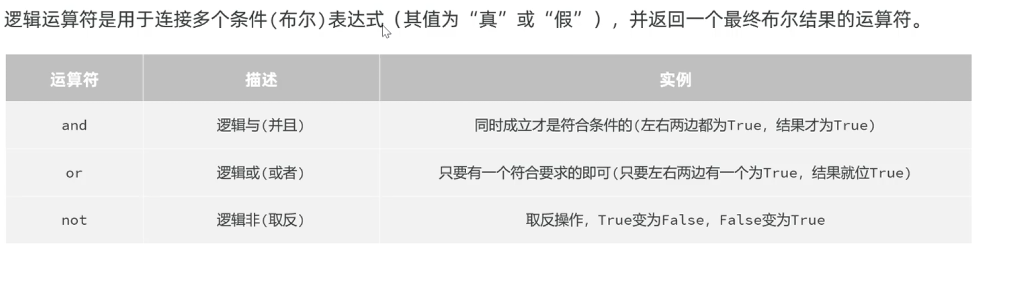 逻辑运算符是用于连接多个条件(布尔)表达式（其值为“真”或“假”），并返回一个最终布尔结果的运算符。
运算符 描述 实例
and 逻辑与(并且) 同时成立才是符合条件的(左右两边都为True，结果才为True)
or 逻辑或(或者) 只要有一个符合要求的即可(只要左右两边有一个为True，结果就位True)
not 逻辑非(取反) 取反操作，True变为False，False变为True